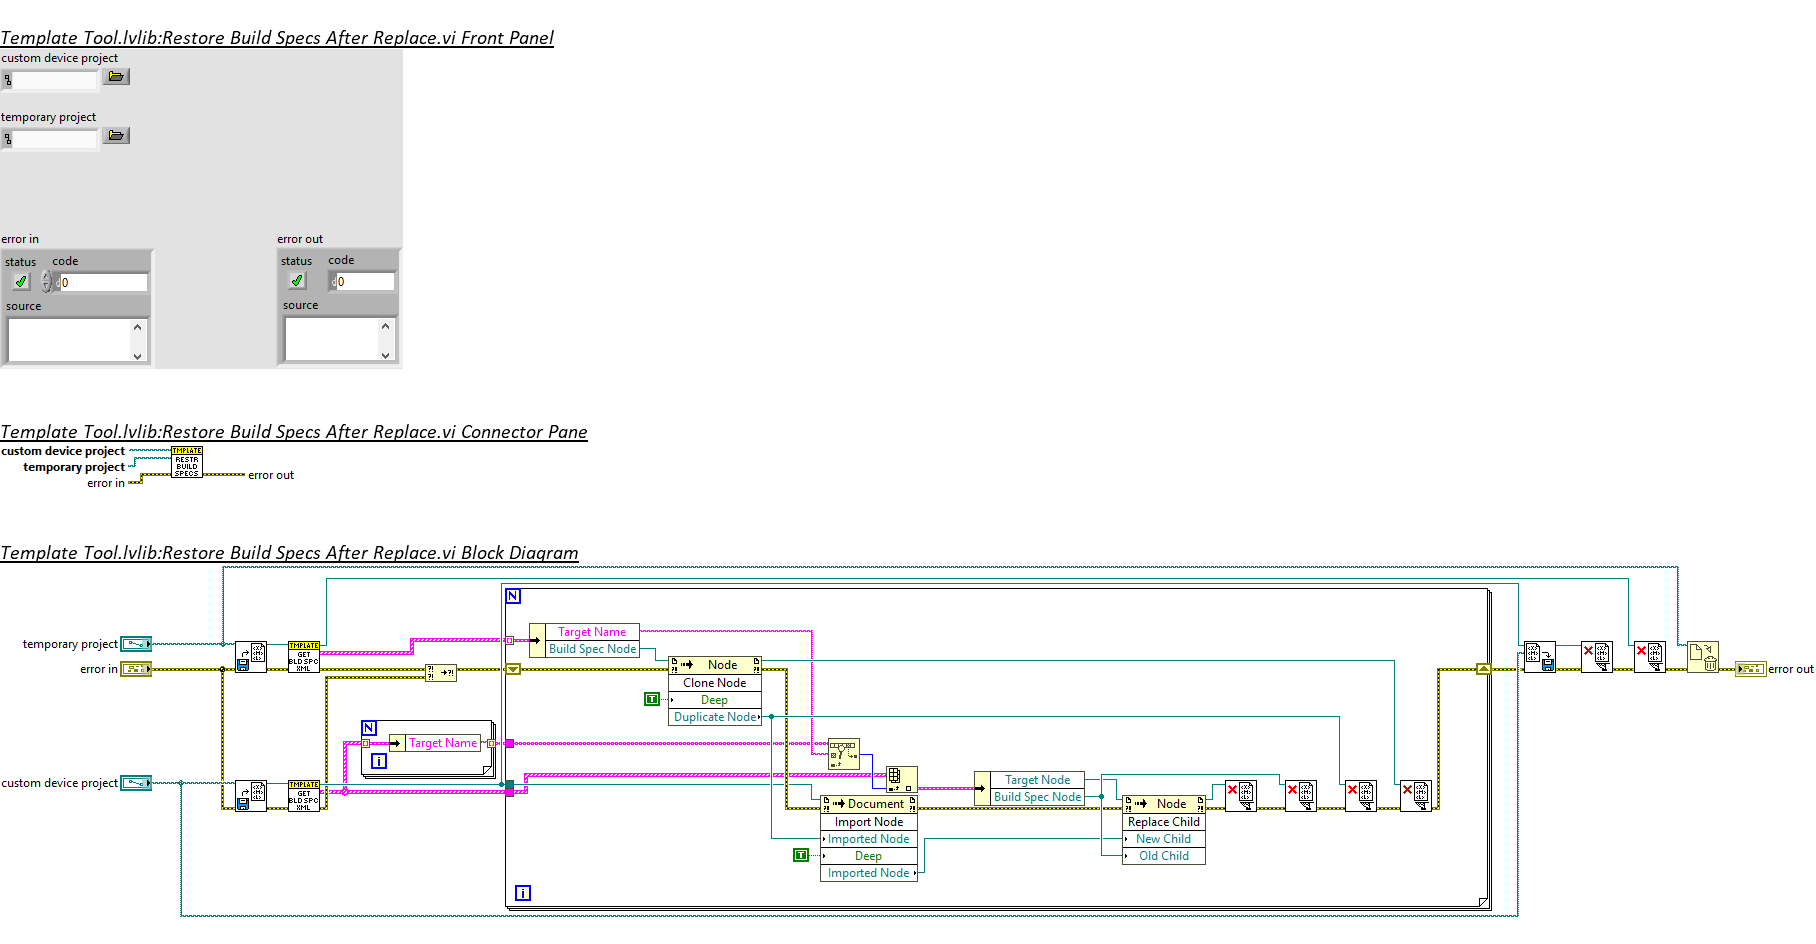 Template Tool.lvlib:Restore Build Specs After Replace.vi Front Panel
custom device project
temporary project
error in
error out
status code
status code
0
0
source
source
Template Tool.lvlib:Restore Build Specs After Replace.vi Connector Pane
custom device project
temporary project
error in
error out
TMPLATE
RESTR
BUILD
SPECS
Template Tool.lvlib:Restore Build Specs After Replace.vi Block Diagram
N
temporary project
error in
TMPLATE
GET
BLD SPC
XML
Target Name
Build Spec Node
Node
Clone Node
Deep
Duplicate Node
T
N
Target Name
i
custom device project
TMPLATE
GET
BLD SPC
XML
Document
Import Node
Imported Node
Deep
Imported Node
T
Target Node
Build Spec Node
Node
Replace Child
New Child
Old Child
i
error out